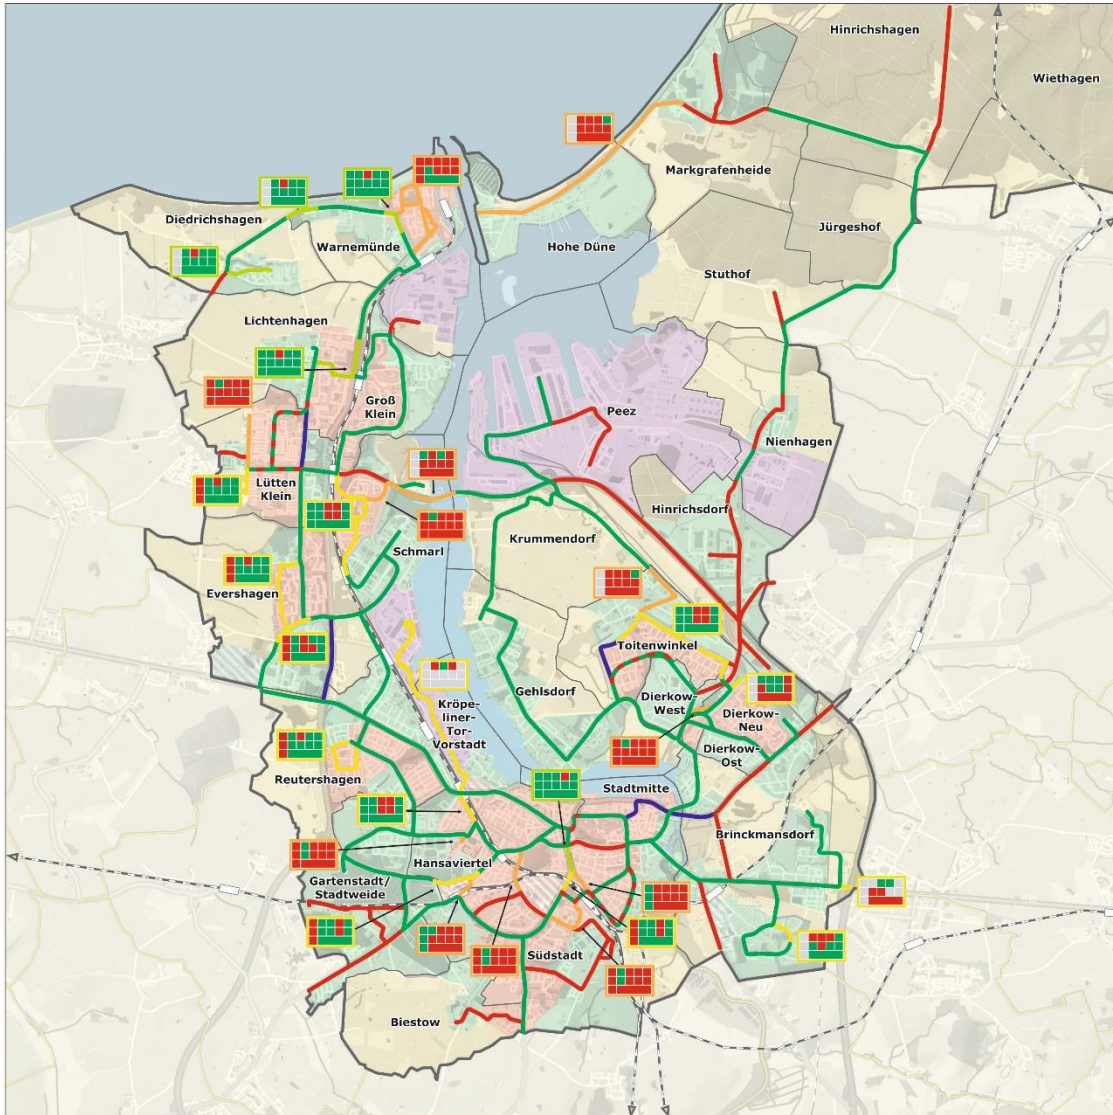 Hinrichshagen
Wiethagen
Markgrafenheide
Diedrichshagen
Warnemünde
Hohe Düne
Jürgeshof
Stuthof
Lichtenhagen
Groß
Klein
Peez
Nienhagen
Lütten
Klein
Hinrichsdorf
Krummendorf
Schmarl
Evershagen
Toitenwinkel
Gehlsdorf
Dierkow-
West
Dierkow-
Neu
Kröpe-
liner-
Tor-
Vorstadt
Dierkow-
Ost
Reutershagen
Stadtmitte
Brinckmansdorf
Hansaviertel
Gartenstadt/
Stadtweide
Südstadt
Biestow